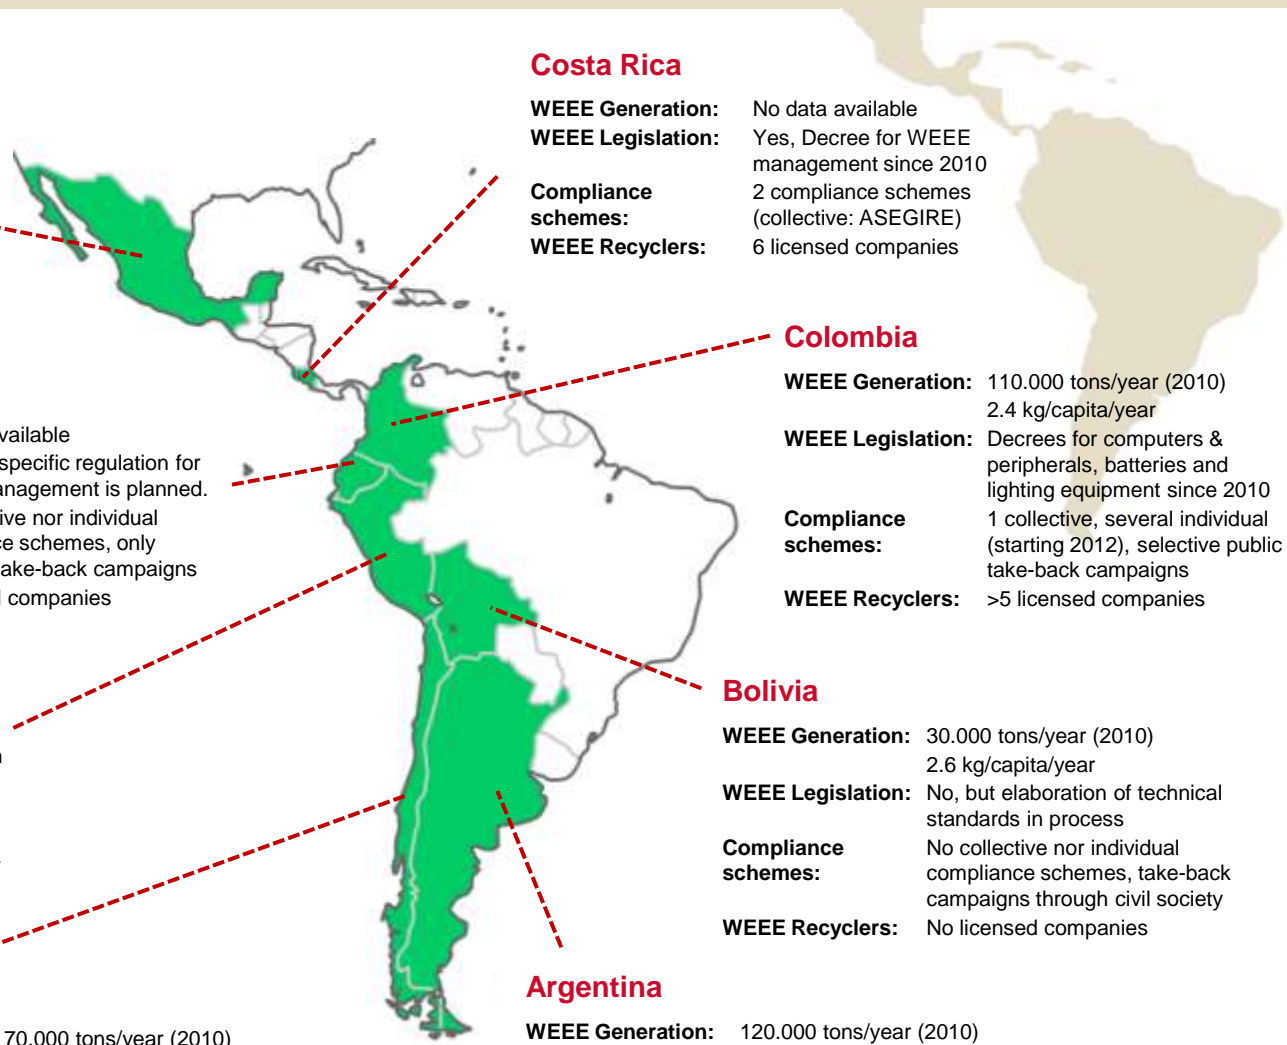 Costa Rica
WEEE Generation: No data available
WEEE Legislation: Yes, Decree for WEEE
management since 2010
Compliance 2 compliance schemes
schemes: (collective: ASEGIRE)
WEEE Recyclers: 6 licensed companies
Colombia
WEEE Generation: 110.000 tons/year (2010)
2.4 kg/capita/year
WEEE Legislation: Decrees for computers &
peripherals, batteries and
lighting equipment since 2010
Compliance 1 collective, several individual
schemes: (starting 2012), selective public
take-back campaigns
WEEE Recyclers: >5 licensed companies
specific regulation for
management is planned.
nor individual
schemes, only
take-back campaigns
companies
Bolivia
WEEE Generation: 30.000 tons/year (2010)
2.6 kg/capita/year
WEEE Legislation: No, but elaboration of technical
standards in process
Compliance No collective nor individual
schemes: compliance schemes, take-back
campaigns through civil society
WEEE Recyclers: No licensed companies
Argentina
WEEE Generation: 120.000 tons/year (2010)
70.000 tons/year (2010)